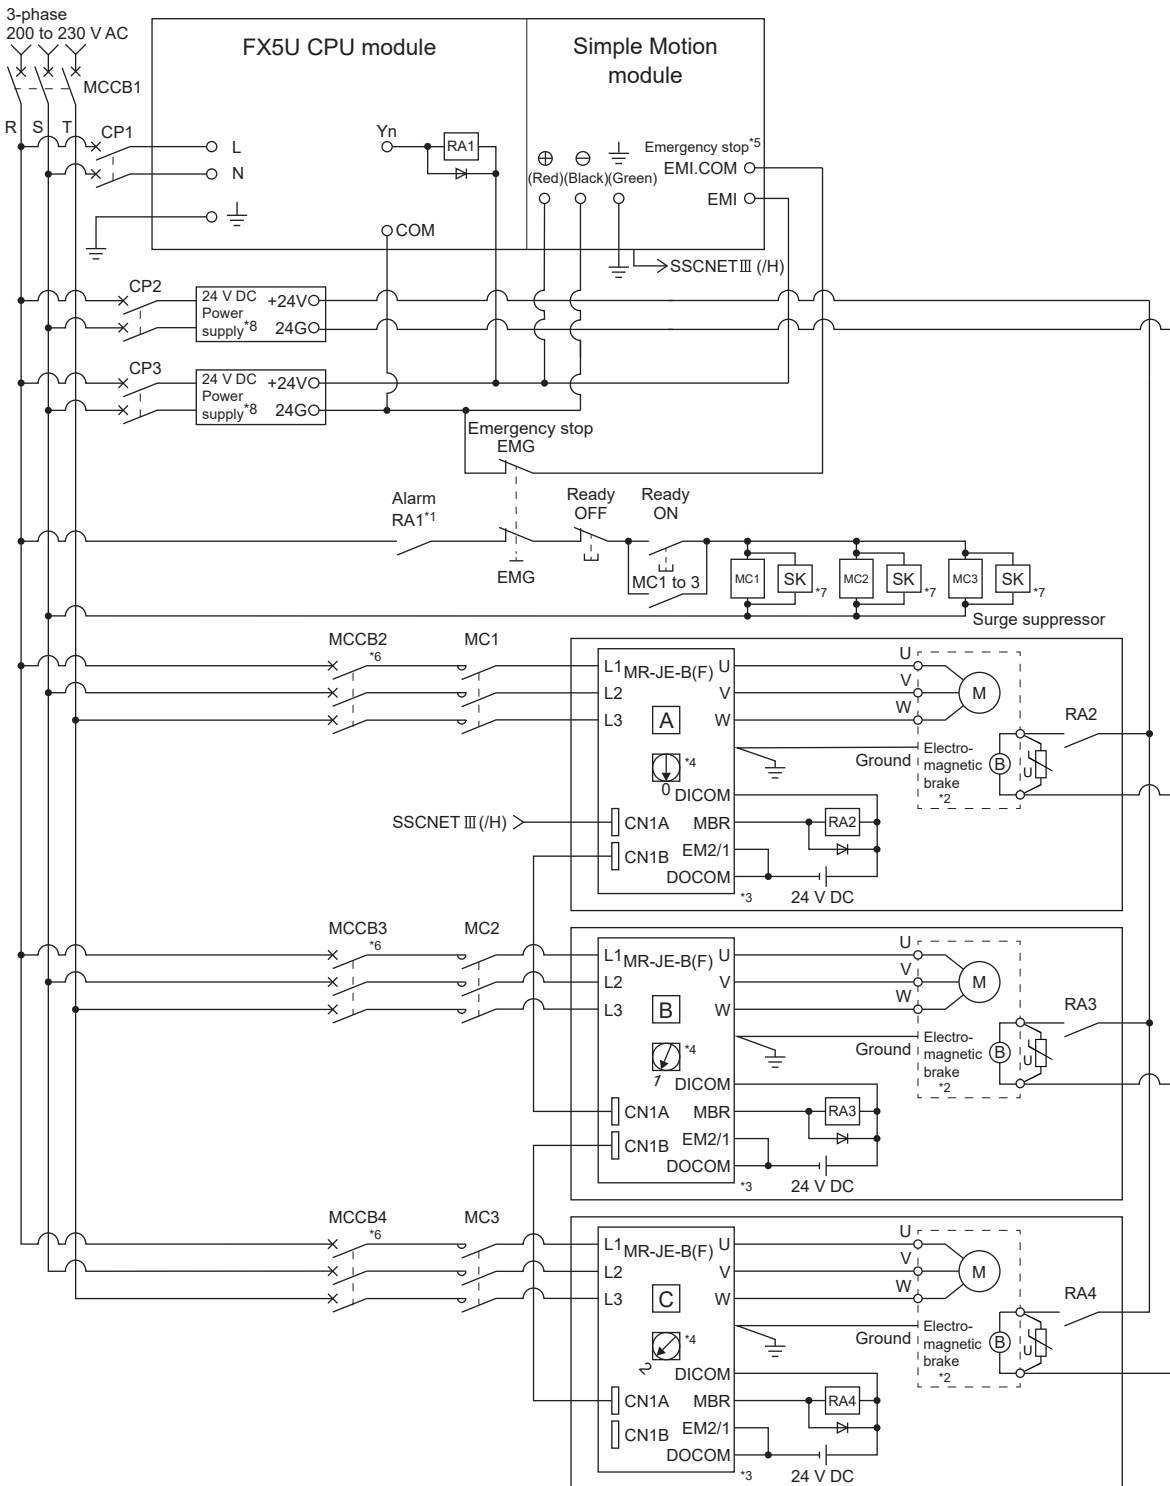 3-phase
200 to 230 V AC
MCCB1
R S T
FX5U CPU module
Simple Motion
module
CP1
L
N
Yn
RA1
COM
⊕ ⊖
(Red)(Black)(Green)
Emergency stop*5
EMI.COM
EMI
SSCNETⅢ(/H)
CP2
24 V DC
Power
supply*8
+24V
24G
CP3
24 V DC
Power
supply*8
+24V
24G
Emergency stop
EMG
Alarm
RA1*1
EMG
Ready
OFF
Ready
ON
MC1 to 3
MC1 SK *7
MC2 SK *7
MC3 SK *7
Surge suppressor
MCCB2
*6
MC1
L1 MR-JE-B(F) U
L2 V
L3 A W
*4
0
DICOM
CN1A MBR
CN1B EM2/1
DOCOM
*3
SSCNETⅢ(/H)
U
V
W
M
Ground
Electro-
magnetic
brake
*2
B
U
RA2
RA2
24 V DC
MCCB3
*6
MC2
L1 MR-JE-B(F) U
L2 V
L3 B W
*4
1
DICOM
CN1A MBR
CN1B EM2/1
DOCOM
*3
U
V
W
M
Ground
Electro-
magnetic
brake
*2
B
U
RA3
RA3
24 V DC
MCCB4
*6
MC3
L1 MR-JE-B(F) U
L2 V
L3 C W
*4
2
DICOM
CN1A MBR
CN1B EM2/1
DOCOM
*3
U
V
W
M
Ground
Electro-
magnetic
brake
*2
B
U
RA4
RA4
24 V DC